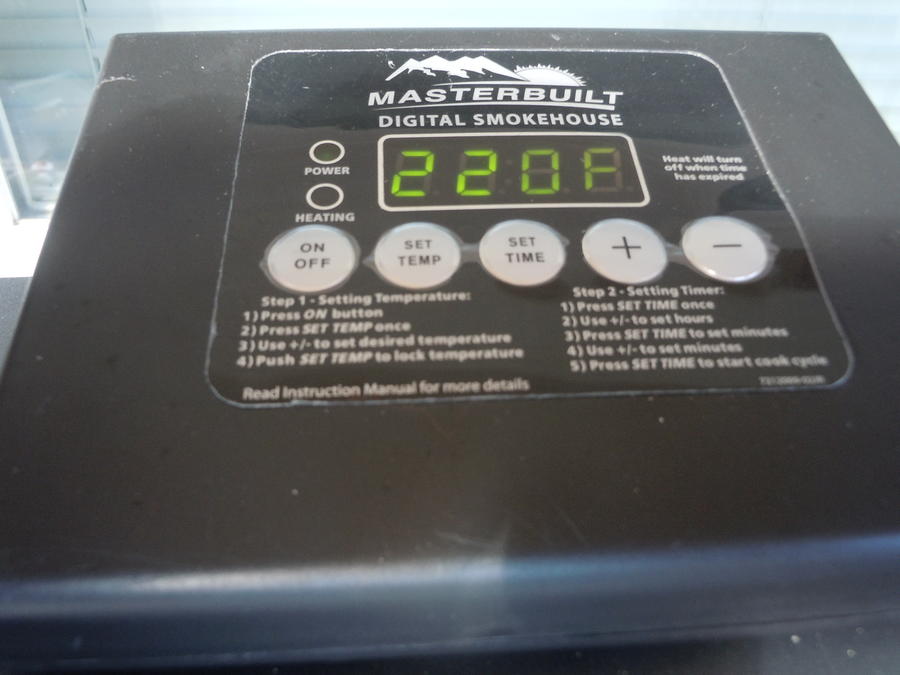 MASTERBUILT
DIGITAL SMOKEHOUSE
220F
POWER
HEATING
Heat will turn
off when time
has expired
ON
OFF
SET
TEMP
SET
TIME
+
−
Step 1 - Setting Temperature:
1) Press ON button
2) Press SET TEMP once
3) Use +/- to set desired temperature
4) Push SET TEMP to lock temperature
Step 2 - Setting Timer:
1) Press SET TIME once
2) Use +/- to set hours
3) Press SET TIME to set minutes
4) Use +/- to set minutes
5) Press SET TIME to start cook cycle
Read Instruction Manual for more details